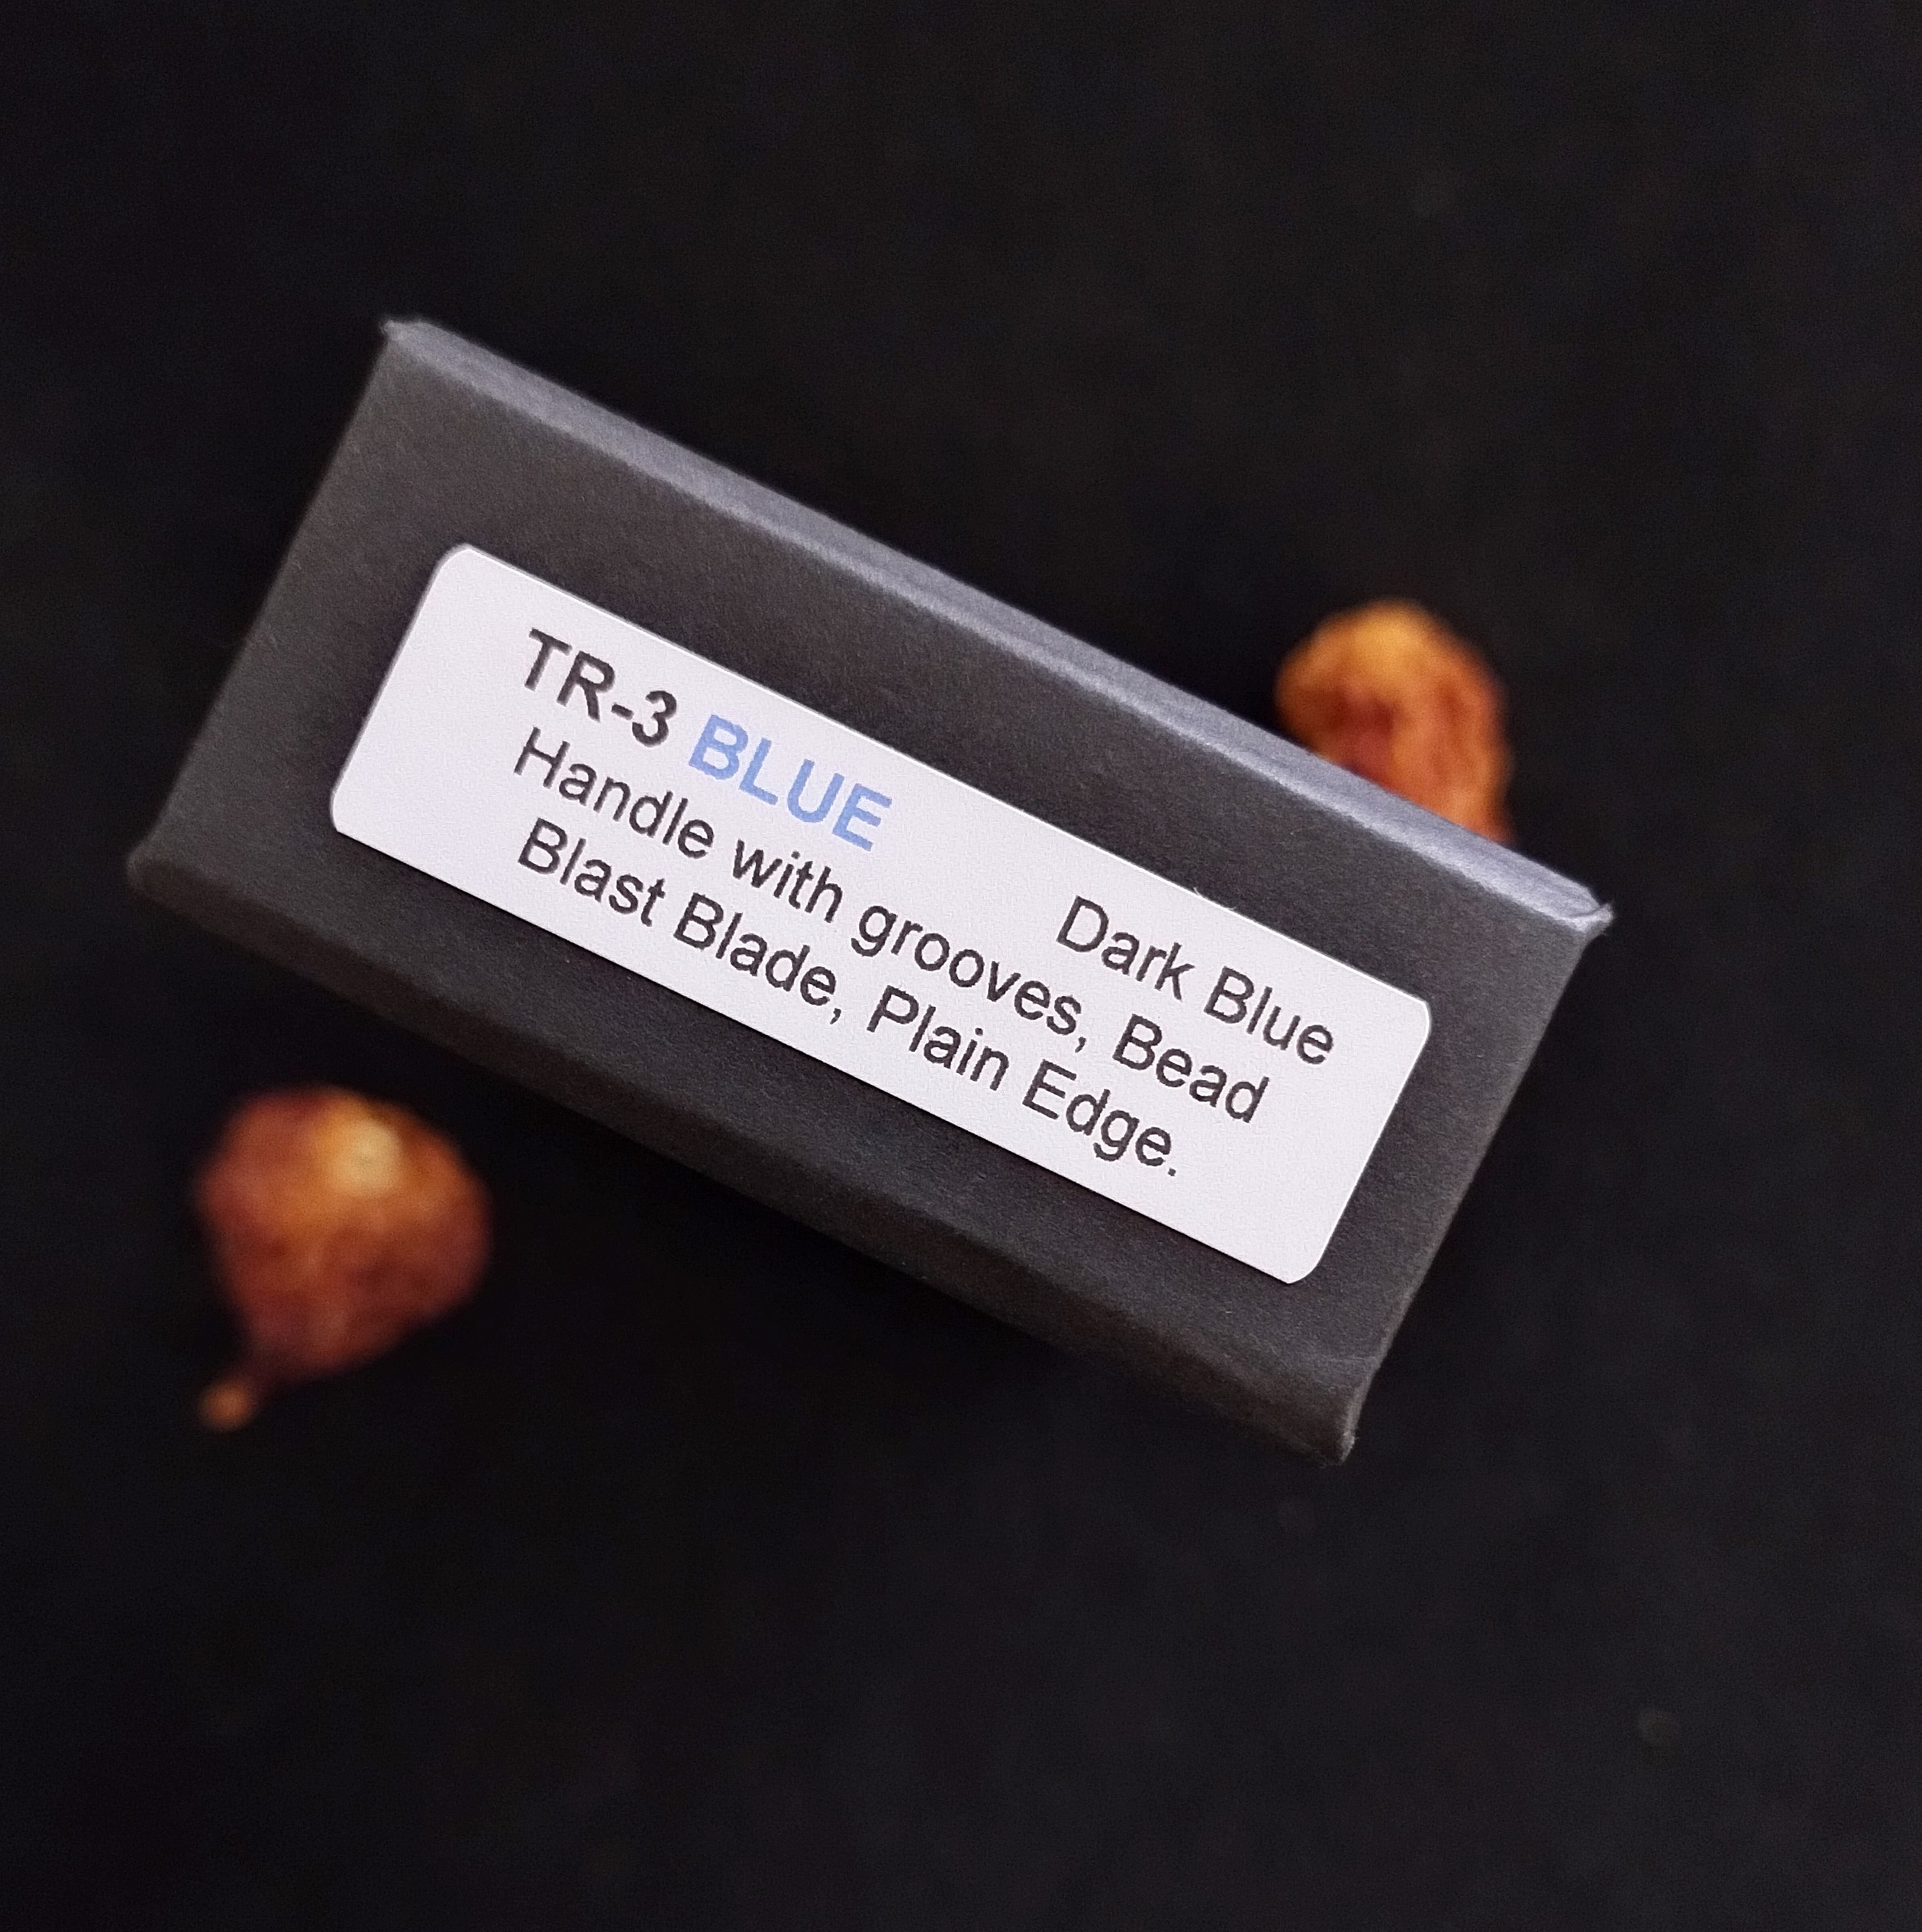 TR-3 BLUE Dark Blue
Handle with grooves, Bead
Blast Blade, Plain Edge.